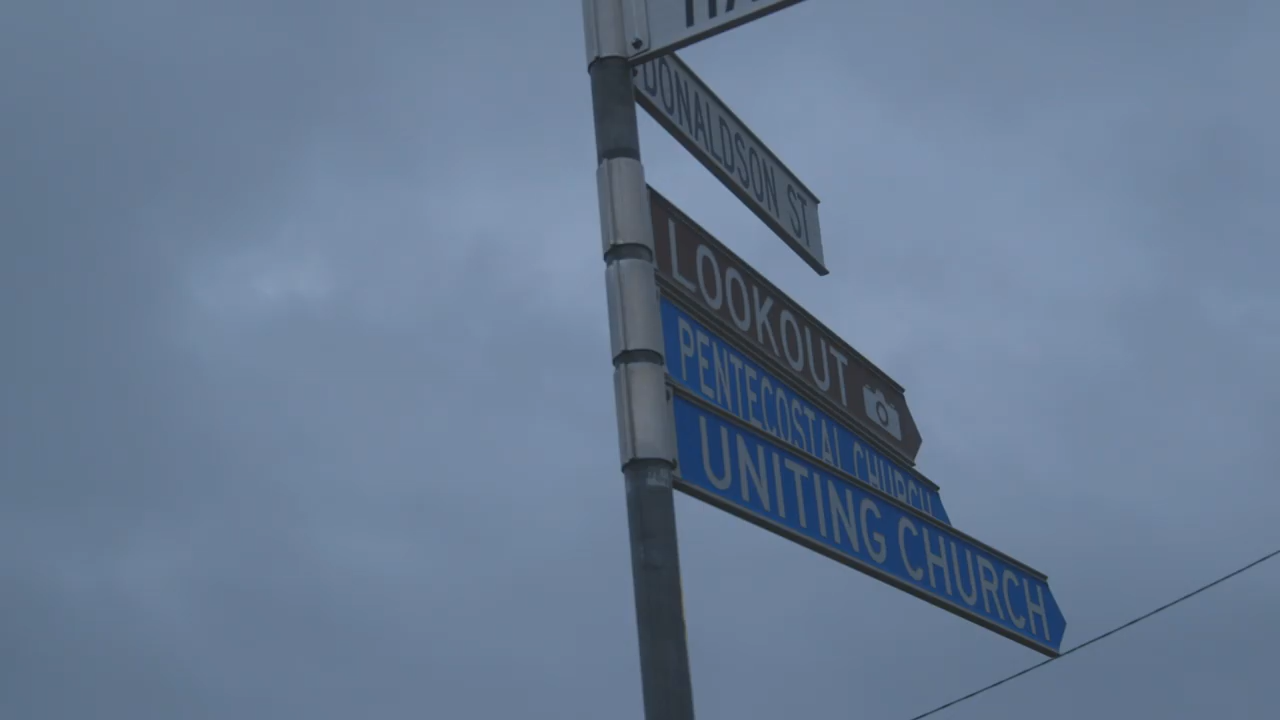 DONALDSON ST
LOOKOUT
PENTECOSTAL CHURCH
UNITING CHURCH